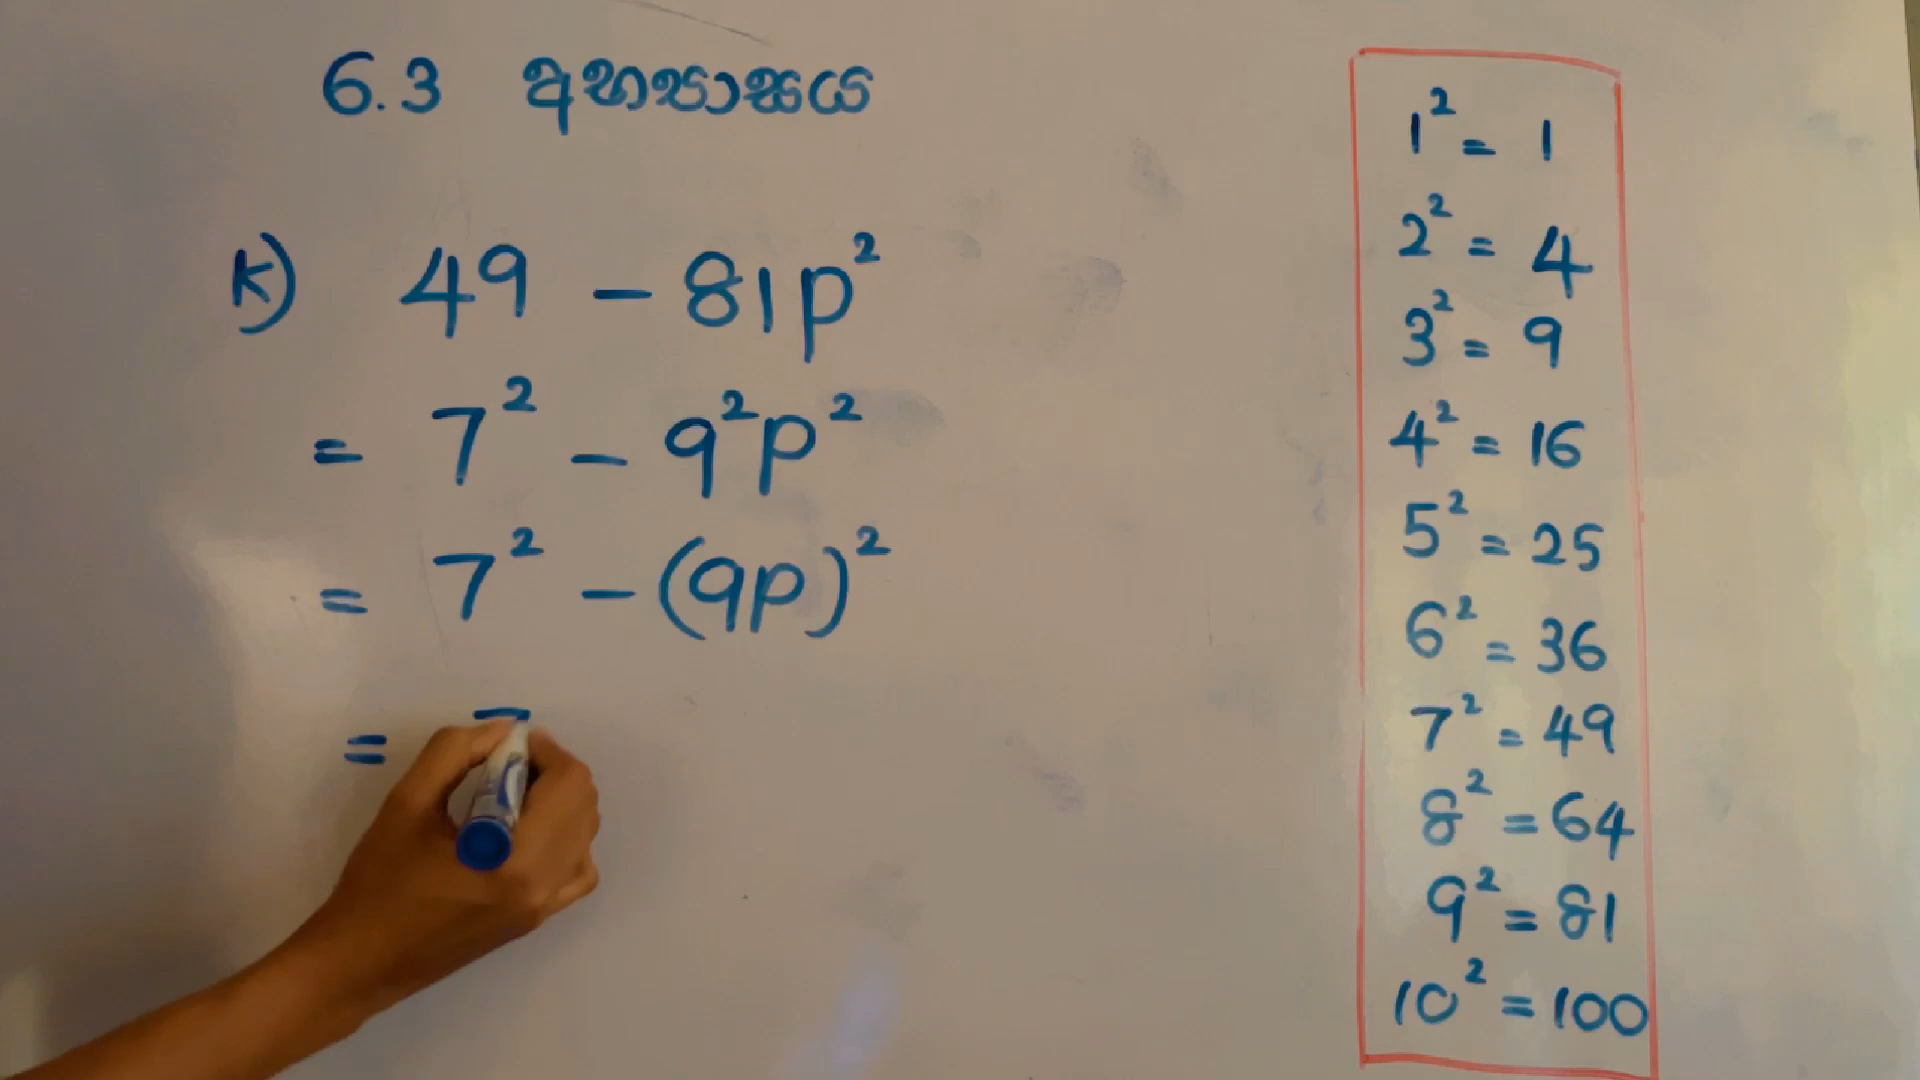 6.3 අභ්‍යාසය
k) 49 - 81p²
= 7² - 9²p²
= 7² - (9p)²
= 7
1² = 1
2² = 4
3² = 9
4² = 16
5² = 25
6² = 36
7² = 49
8² = 64
9² = 81
10² = 100